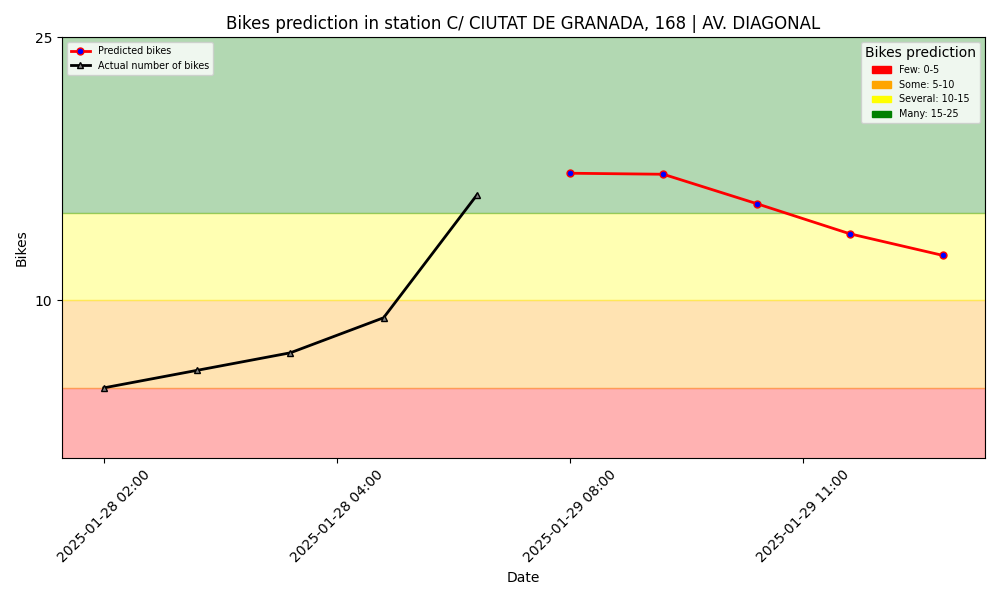 Bikes prediction in station C/ CIUTAT DE GRANADA, 168 | AV. DIAGONAL
25
10
Bikes
Predicted bikes
Actual number of bikes
Bikes prediction
Few: 0-5
Some: 5-10
Several: 10-15
Many: 15-25
2025-01-28 02:00
2025-01-28 04:00
2025-01-29 08:00
2025-01-29 11:00
Date